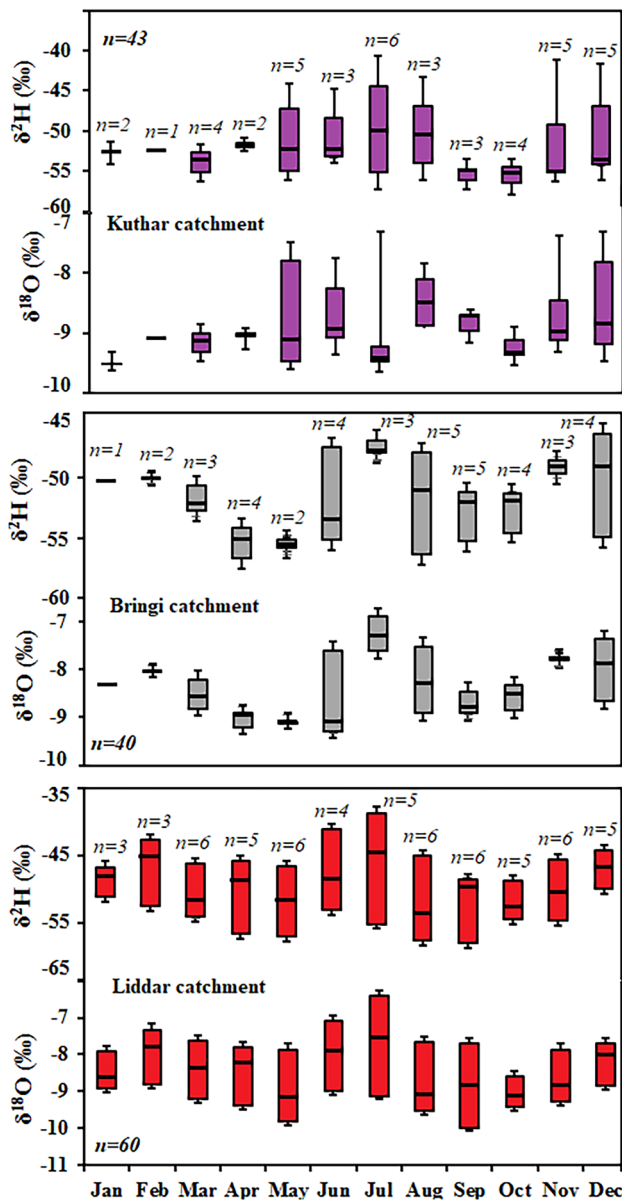 n=43
δ²H (‰)
-40
-45
-50
-55
-60
n=2
n=1
n=4
n=2
n=5
n=3
n=6
n=3
n=3
n=4
n=5
n=5
Kuthar catchment
δ¹⁸O (‰)
-7
-8
-9
-10
δ²H (‰)
-45
-50
-55
-60
n=1
n=2
n=3
n=4
n=2
n=4
n=3
n=5
n=5
n=4
n=3
n=4
Bringi catchment
δ¹⁸O (‰)
-7
-8
-9
-10
n=40
δ²H (‰)
-35
-45
-55
-65
n=3
n=3
n=6
n=5
n=6
n=4
n=5
n=6
n=6
n=5
n=6
n=5
Liddar catchment
δ¹⁸O (‰)
-7
-8
-9
-10
-11
n=60
Jan Feb Mar Apr May Jun Jul Aug Sep Oct Nov Dec